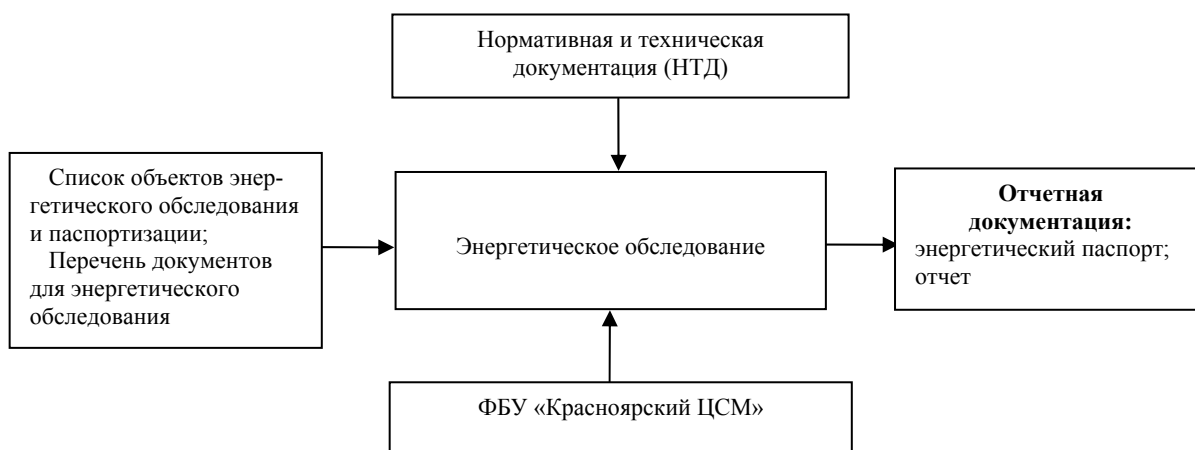 Нормативная и техническая
документация (НТД)
Список объектов энер-
гетического обследования
и паспортизации;
Перечень документов
для энергетического
обследования
Энергетическое обследование
Отчетная
документация:
энергетический паспорт;
отчет
ФБУ «Красноярский ЦСМ»